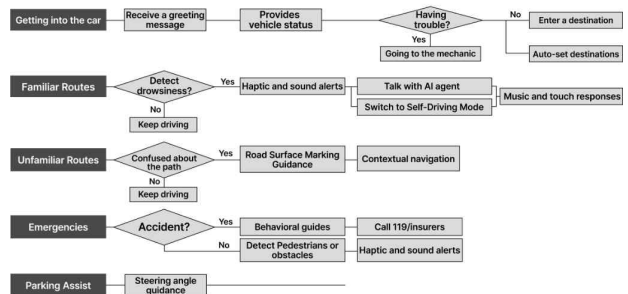 Getting into the car
Receive a greeting
message
Provides
vehicle status
Having
trouble?
No
Enter a destination
Yes
Going to the mechanic
Auto-set destinations
Familiar Routes
Detect
drowsiness?
Yes
Haptic and sound alerts
Talk with AI agent
Switch to Self-Driving Mode
Music and touch responses
No
Keep driving
Unfamiliar Routes
Confused about
the path
Yes
Road Surface Marking
Guidance
Contextual navigation
No
Keep driving
Emergencies
Accident?
Yes
Behavioral guides
Call 119/insurers
No
Detect Pedestrians or
obstacles
Haptic and sound alerts
Parking Assist
Steering angle
guidance